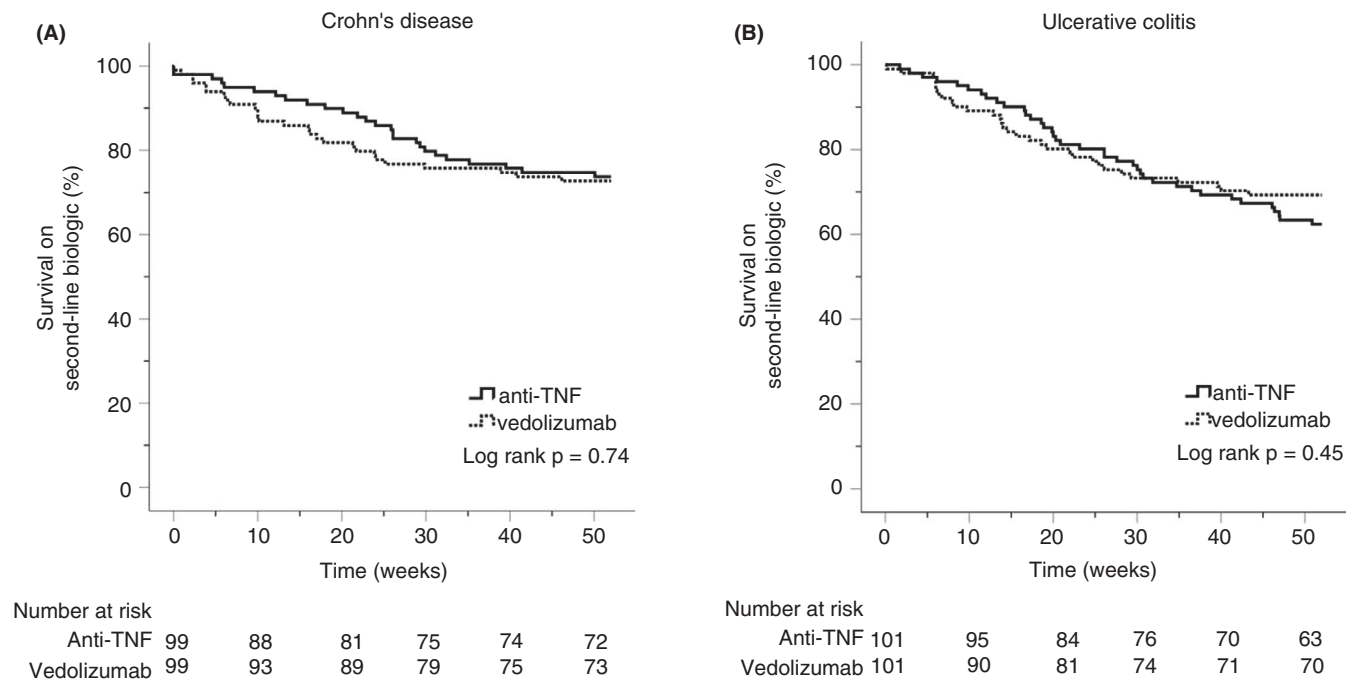 (A)
Crohn's disease
100
80
60
40
20
0
Survival on
second-line biologic (%)
anti-TNF
vedolizumab
Log rank p = 0.74
0 10 20 30 40 50
Time (weeks)
Number at risk
Anti-TNF 99 88 81 75 74 72
Vedolizumab 99 93 89 79 75 73
(B)
Ulcerative colitis
100
80
60
40
20
0
Survival on
second-line biologic (%)
anti-TNF
vedolizumab
Log rank p = 0.45
0 10 20 30 40 50
Time (weeks)
Number at risk
Anti-TNF 101 95 84 76 70 63
Vedolizumab 101 90 81 74 71 70